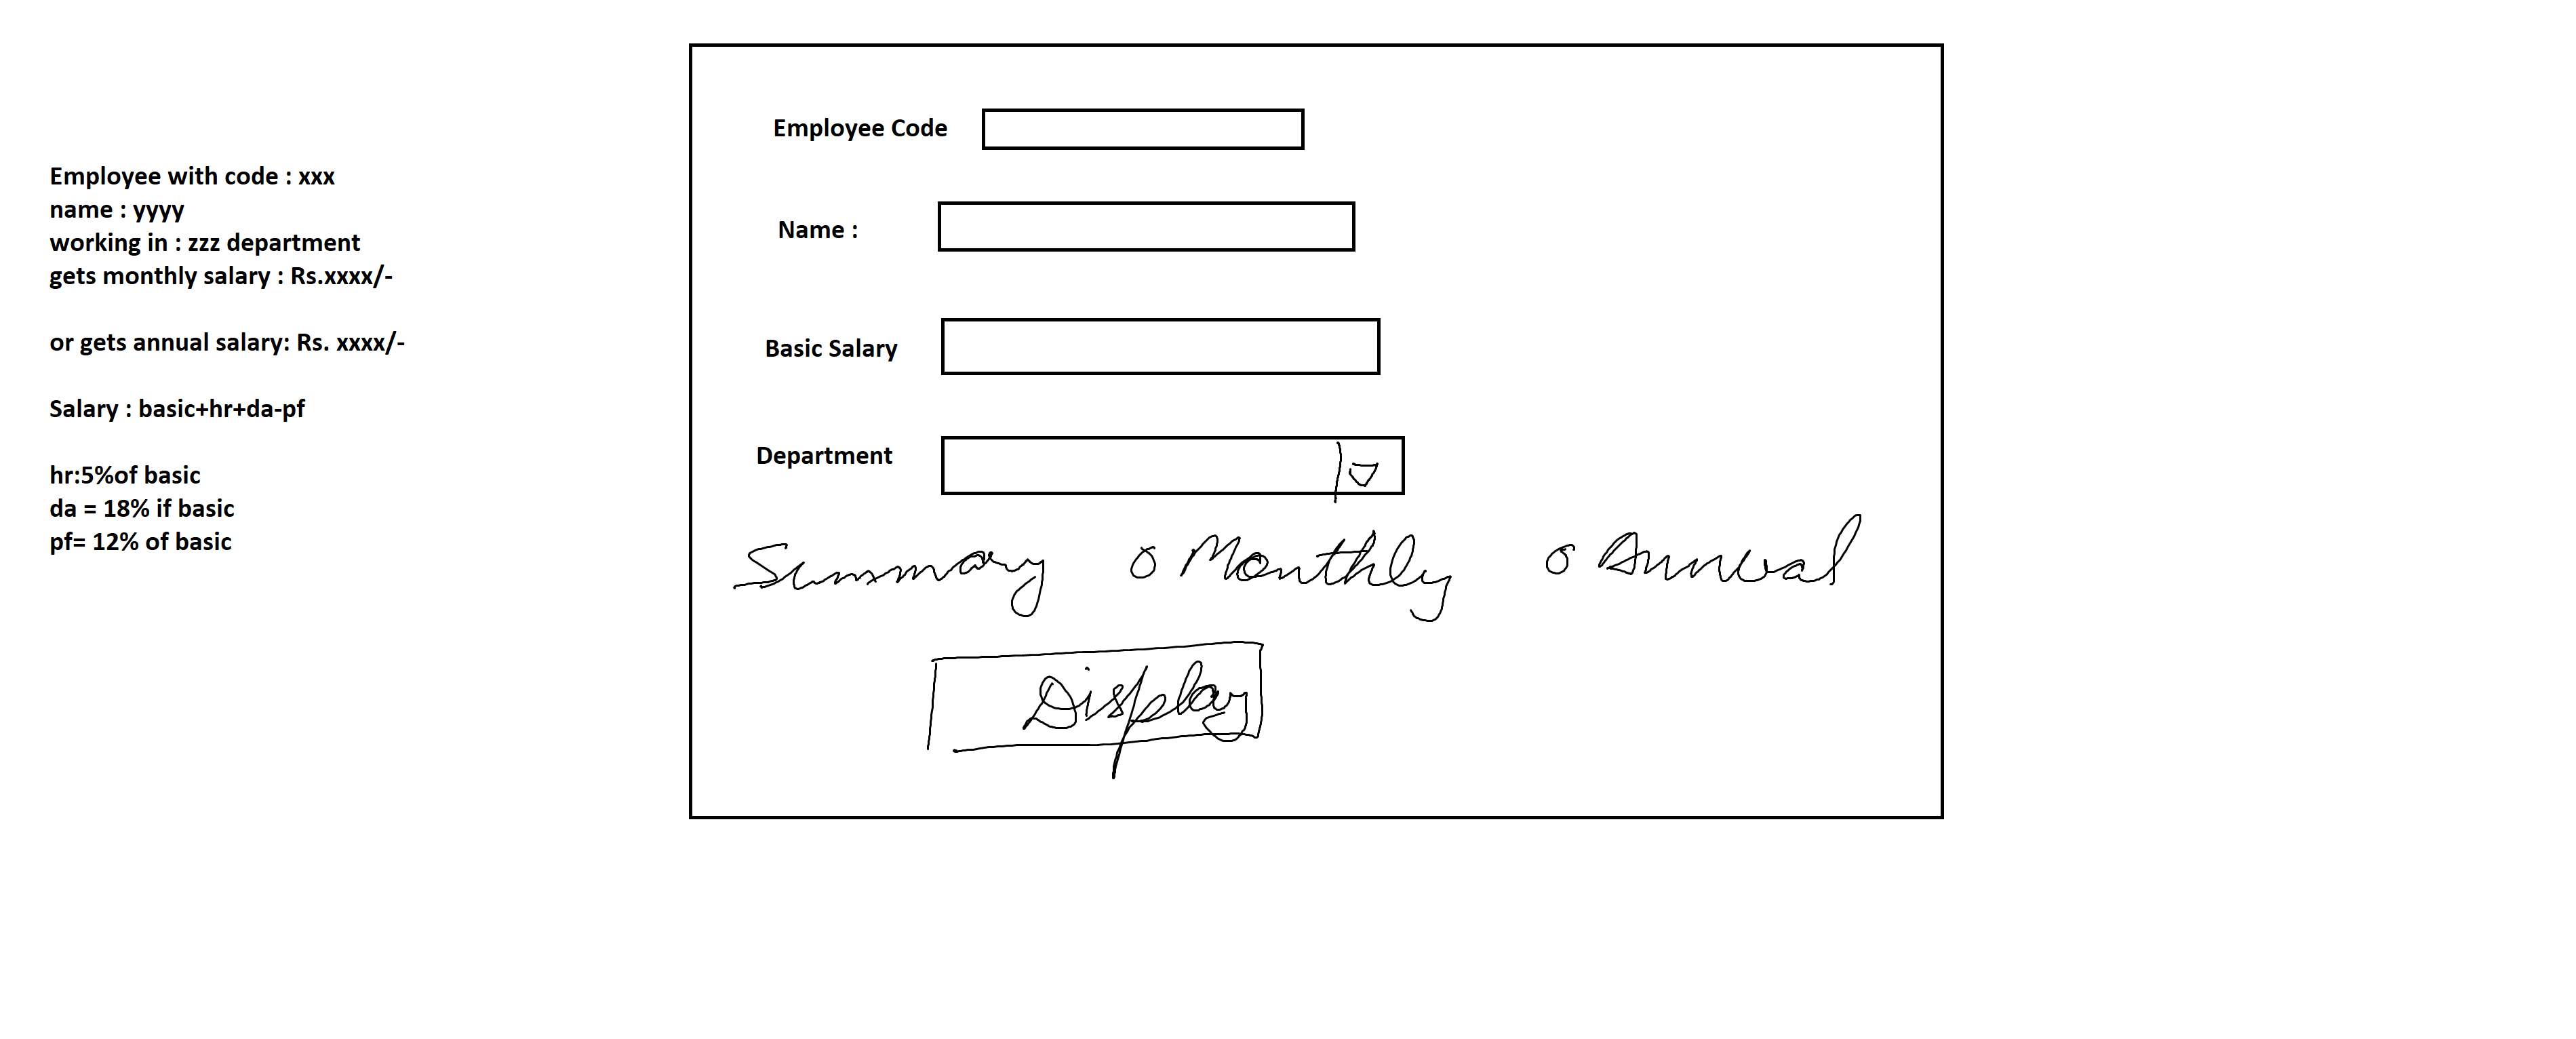 Employee with code : xxx
name : yyyy
working in : zzz department
gets monthly salary : Rs.xxxx/-
or gets annual salary: Rs. xxxx/-
Salary : basic+hr+da-pf
hr:5%of basic
da = 18% if basic
pf= 12% of basic
Employee Code
Name :
Basic Salary
Department
Summary o Monthly o Annual
Display